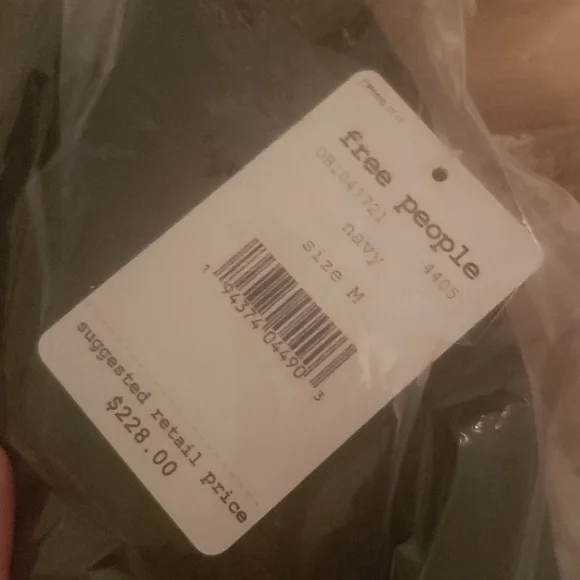 free people
OB1041721 4405
navy
size M
1 94374 04490 3
suggested retail price
$228.00